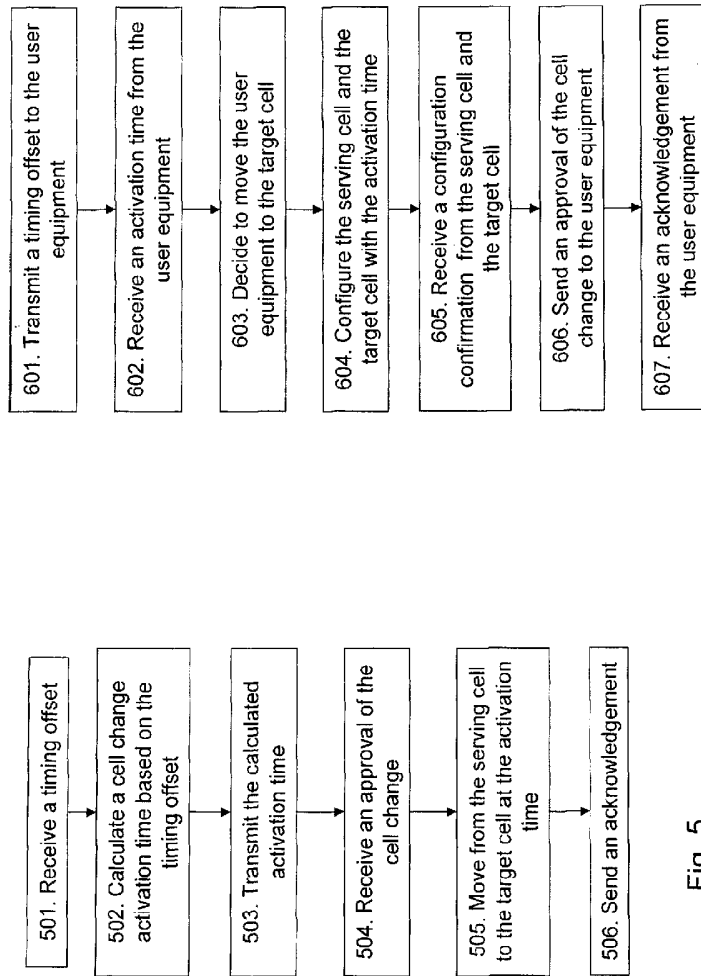 601. Transmit a timing offset to the user
equipment
602. Receive an activation time from the
user equipment
603. Decide to move the user
equipment to the target cell
604. Configure the serving cell and the
target cell with the activation time
605. Receive a configuration
confirmation from the serving cell and
the target cell
606. Send an approval of the cell
change to the user equipment
607. Receive an acknowledgement from
the user equipment
501. Receive a timing offset
502. Calculate a cell change
activation time based on the
timing offset
503. Transmit the calculated
activation time
504. Receive an approval of the
cell change
505. Move from the serving cell
to the target cell at the activation
time
506. Send an acknowledgement
Fig. 5